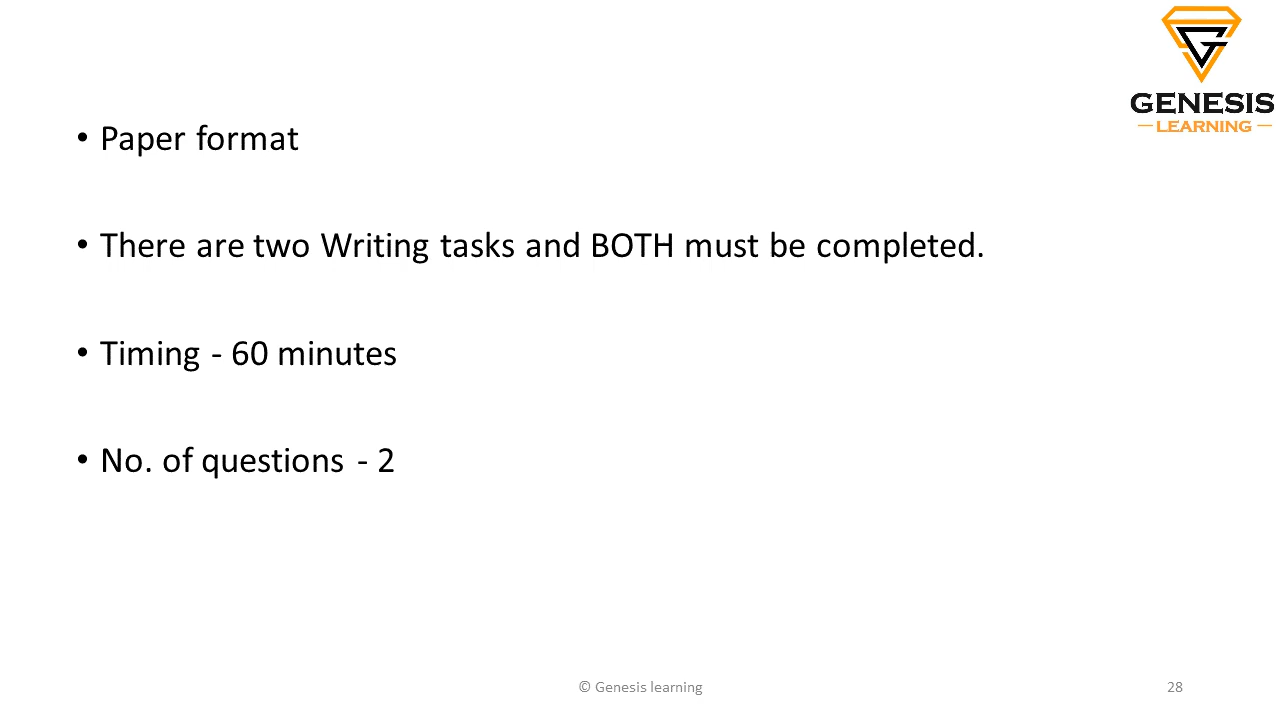 GENESIS
LEARNING
• Paper format
• There are two Writing tasks and BOTH must be completed.
• Timing - 60 minutes
• No. of questions - 2
© Genesis learning
28